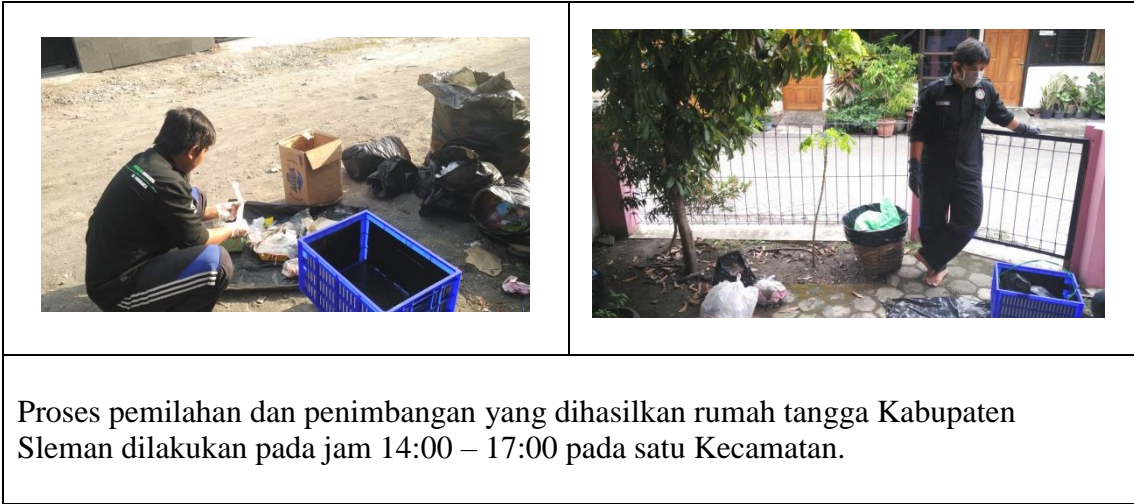 Proses pemilahan dan penimbangan yang dihasilkan rumah tangga Kabupaten
Sleman dilakukan pada jam 14:00 – 17:00 pada satu Kecamatan.